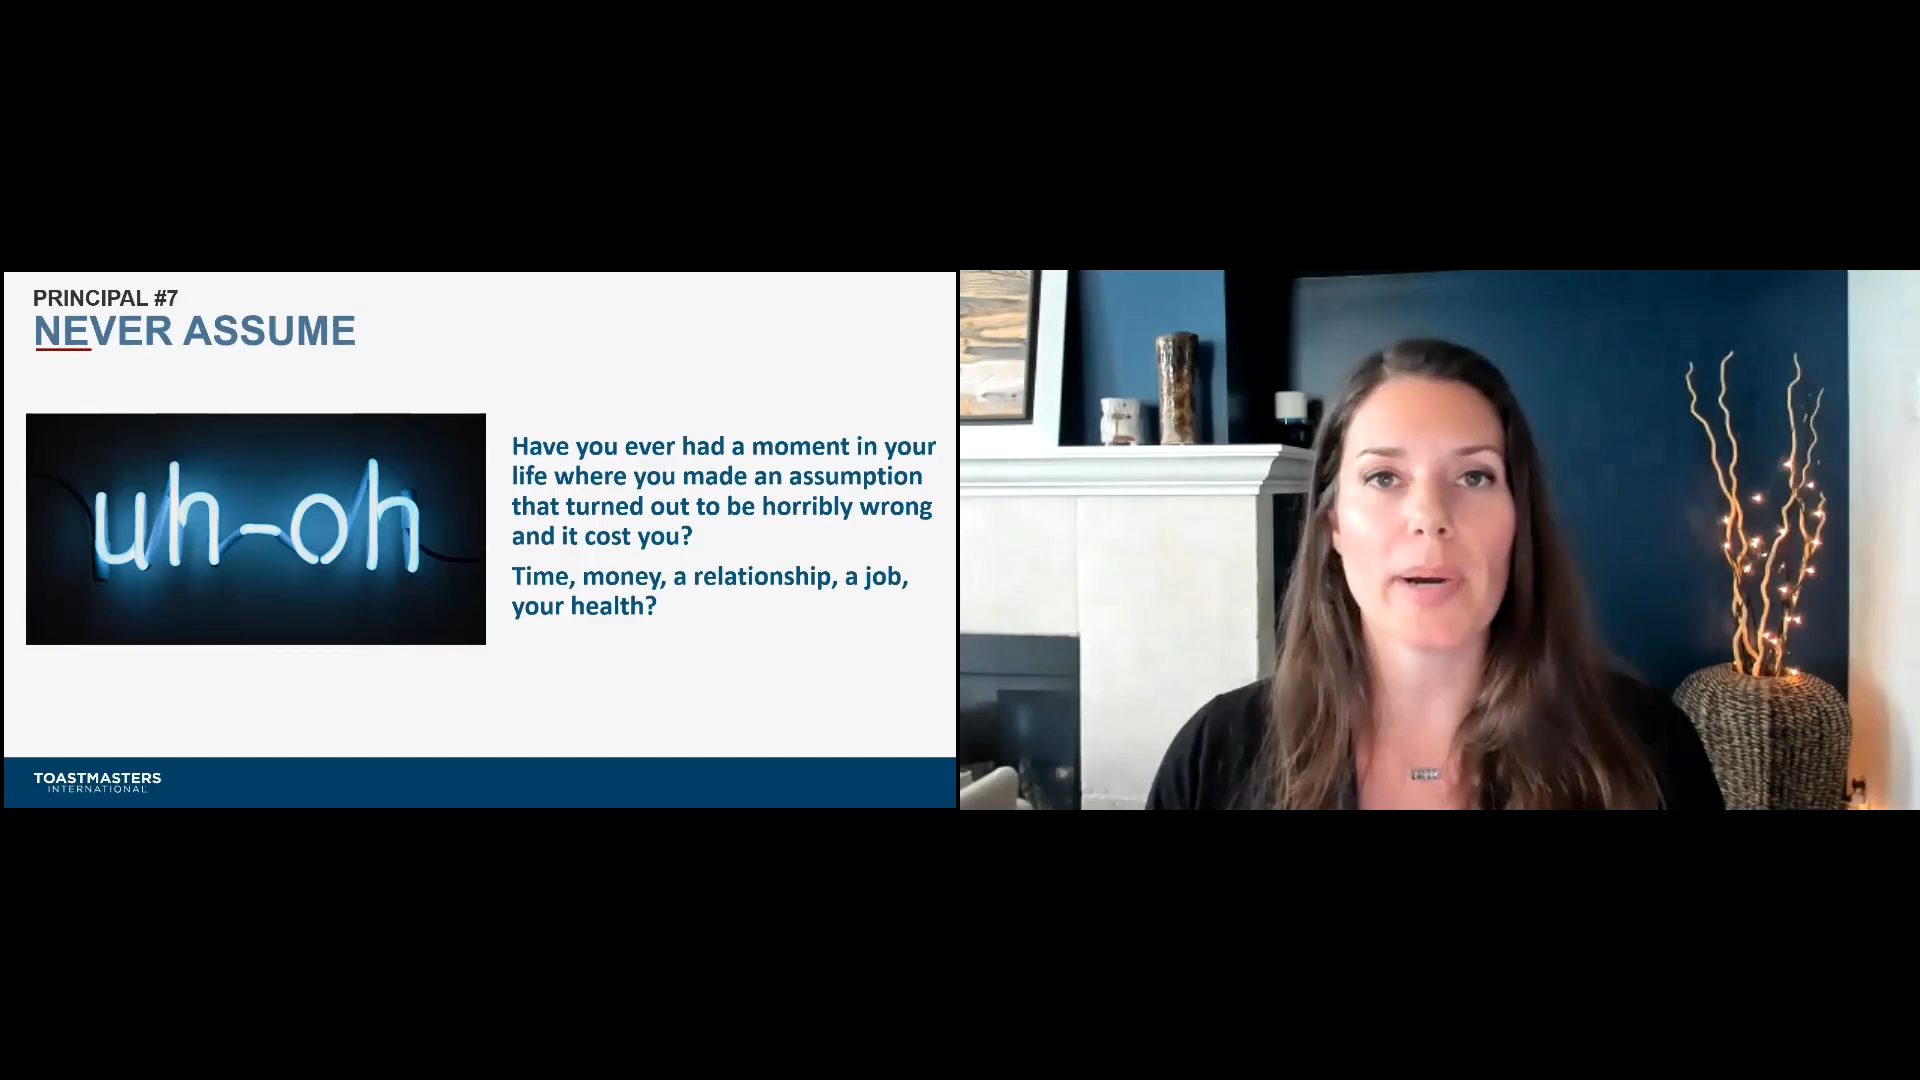 PRINCIPAL #7
NEVER ASSUME
uh-oh
Have you ever had a moment in your
life where you made an assumption
that turned out to be horribly wrong
and it cost you?
Time, money, a relationship, a job,
your health?
TOASTMASTERS
INTERNATIONAL